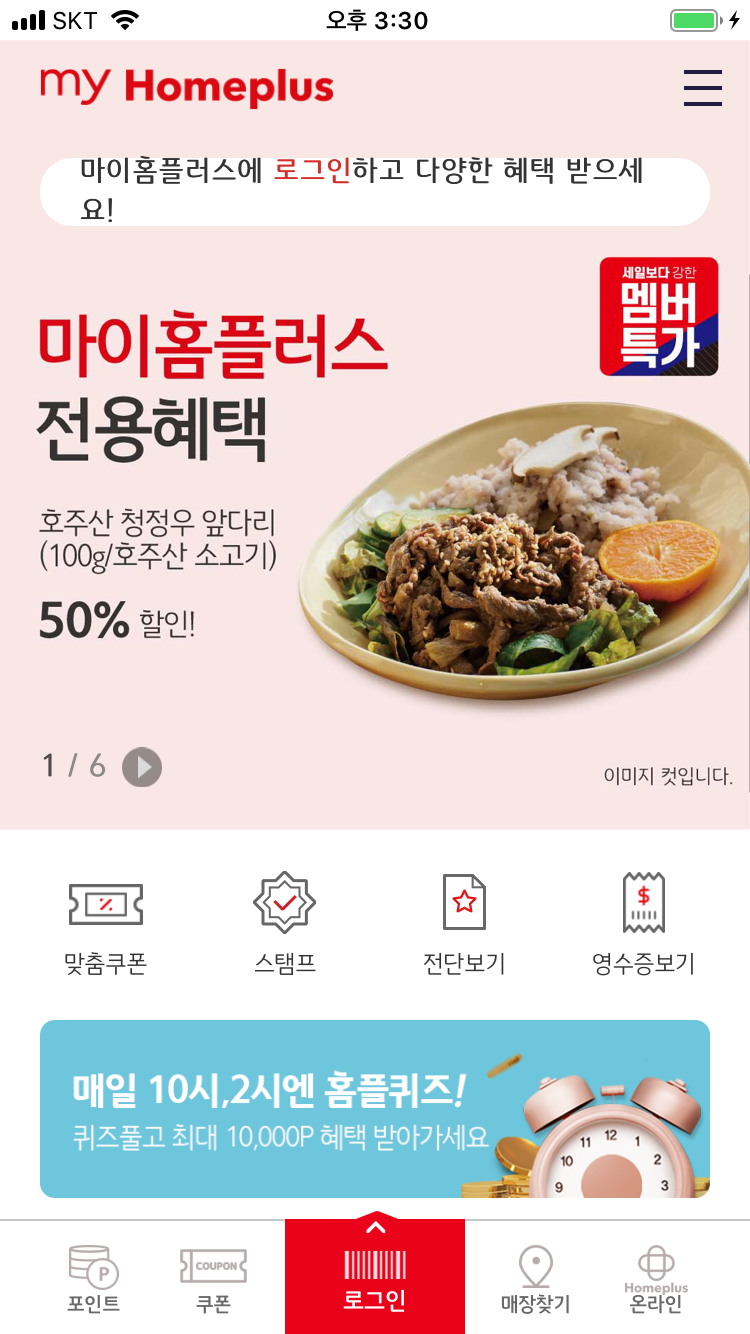 SKT 오후 3:30
my Homeplus
마이홈플러스에 로그인하고 다양한 혜택 받으세
요!
세일보다 강한
멤버
특가
마이홈플러스
전용혜택
호주산 청정우 앞다리
(100g/호주산 소고기)
50% 할인!
1 / 6
이미지 컷입니다.
%
$
맞춤쿠폰 스탬프 전단보기 영수증보기
매일 10시,2시엔 홈플퀴즈!
퀴즈풀고 최대 10,000P 혜택 받아가세요
11 12 1
10 2
9 3
P
COUPON
Homeplus
포인트 쿠폰 로그인 매장찾기 온라인